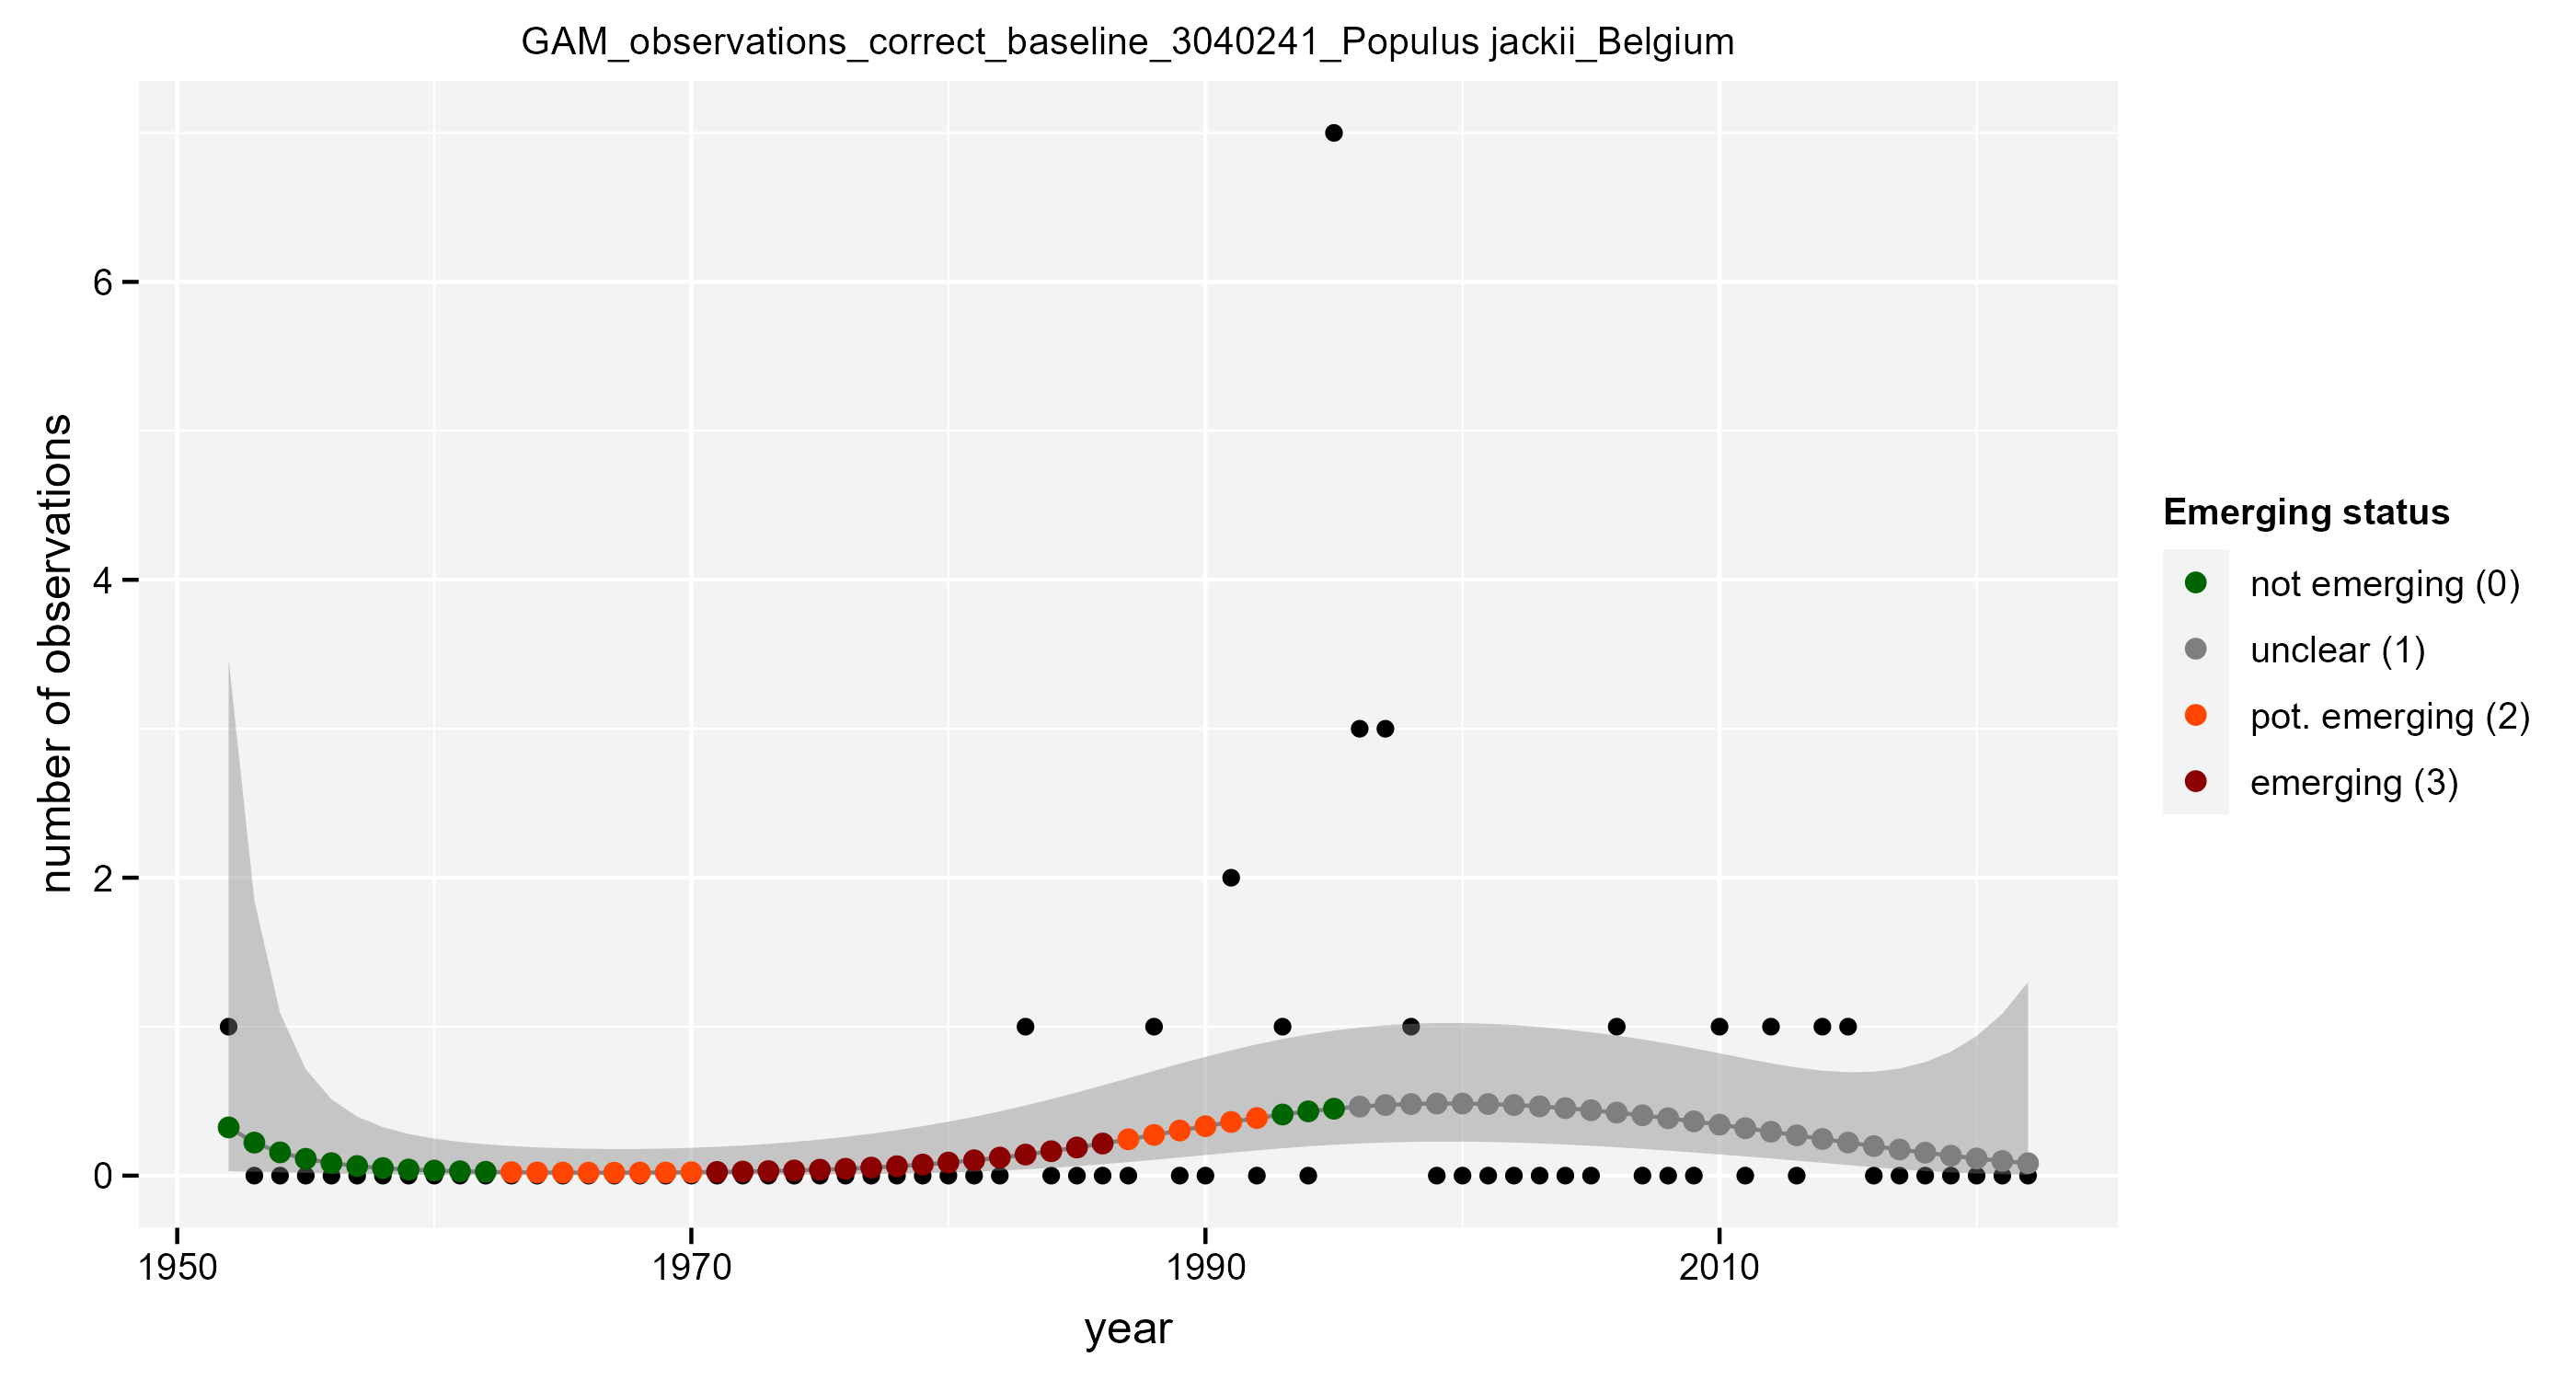 GAM_observations_correct_baseline_3040241_Populus jackii_Belgium
number of observations
6
4
2
0
1950 1970 1990 2010
year
Emerging status
not emerging (0)
unclear (1)
pot. emerging (2)
emerging (3)